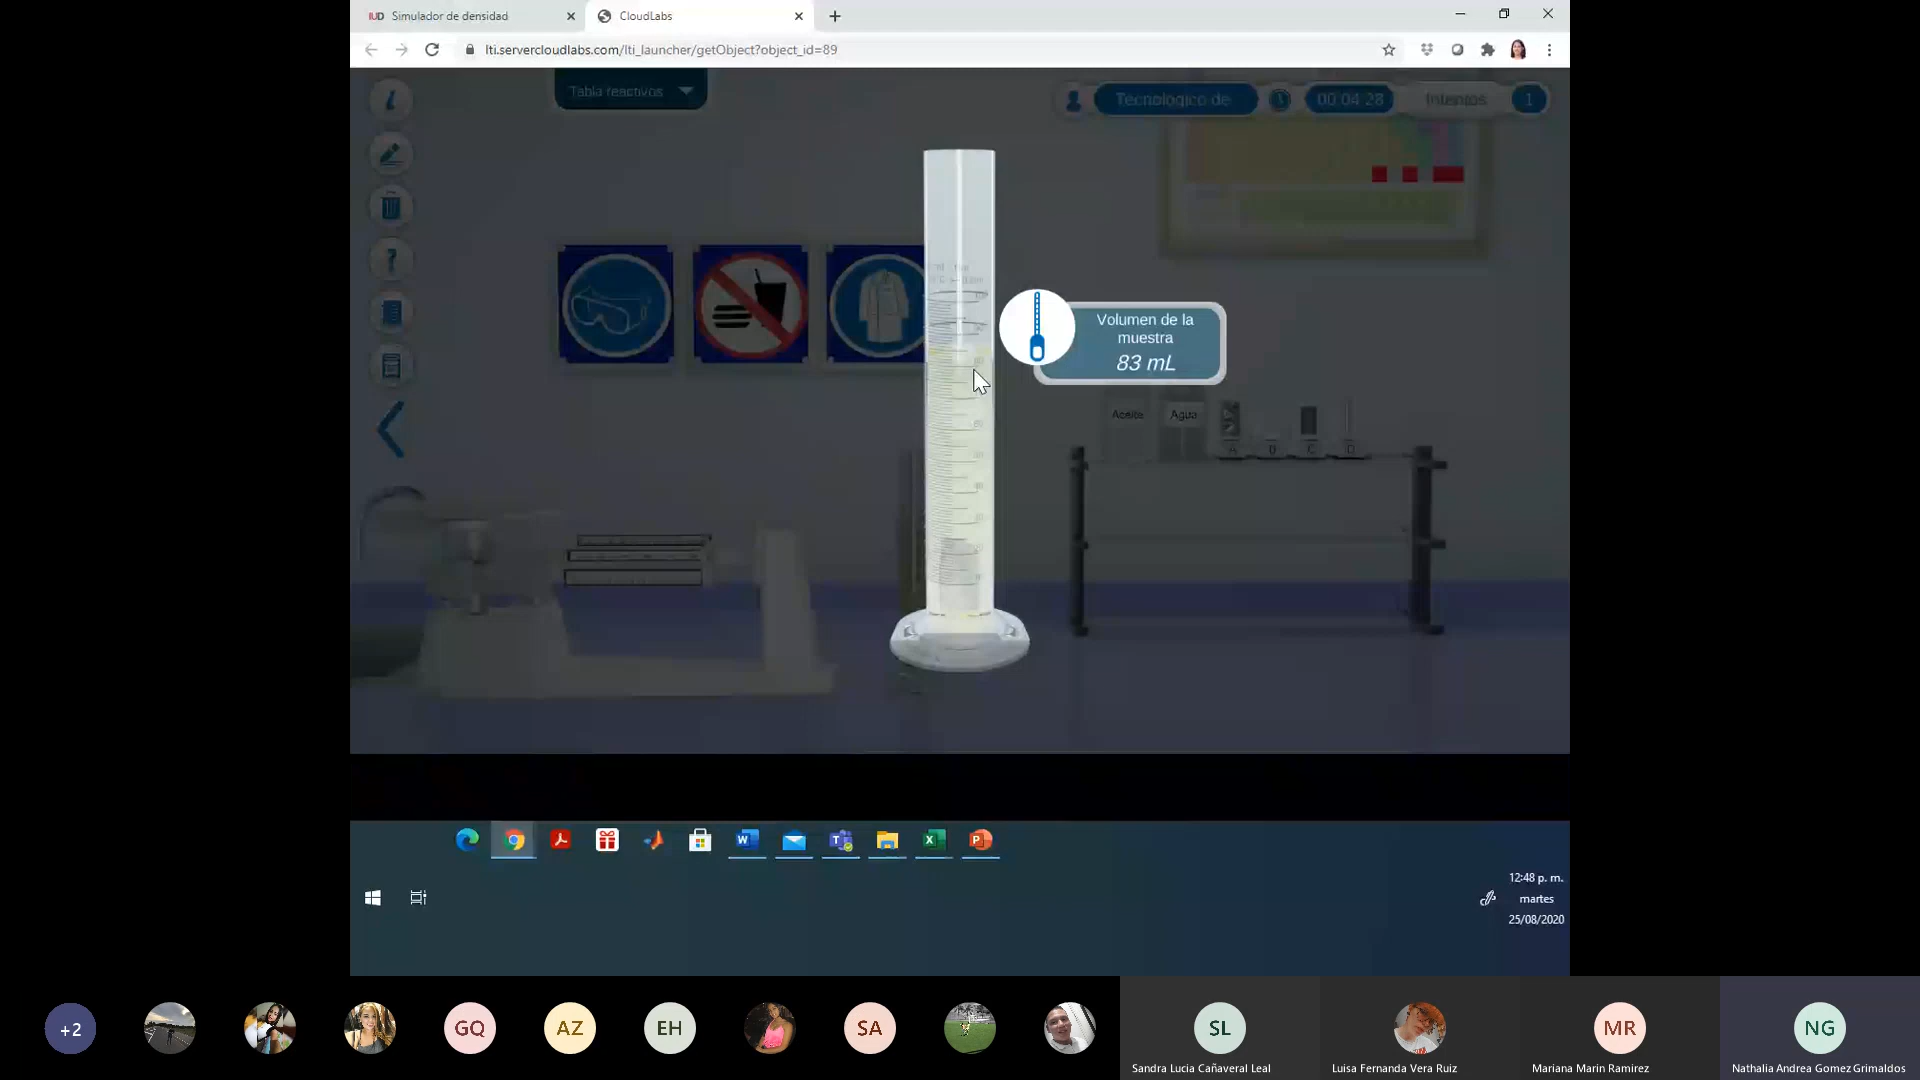 IUD Simulador de densidad
CloudLabs
lti.servercloudlabs.com/lti_launcher/getObject?object_id=89
Tabla reactivos
Tecnologico de
00:04:28
Intentos
1
Volumen de la
muestra
83 mL
Aceite
Agua
A
B
C
D
12:48 p. m.
martes
25/08/2020
+2
GQ
AZ
EH
SA
SL
MR
NG
Sandra Lucia Cañaveral Leal
Luisa Fernanda Vera Ruiz
Mariana Marin Ramirez
Nathalia Andrea Gomez Grimaldos